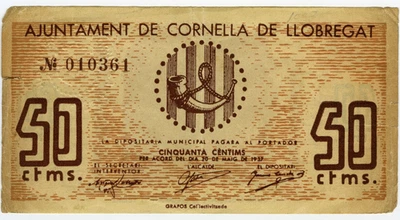 AJUNTAMENT DE CORNELLA DE LLOBREGAT
№ 010361
50 ctms.
50 ctms.
LA DIPOSITARIA MUNICIPAL PAGARA AL PORTADOR
CINQUANTA CÈNTIMS
PER ACORD DEL DIA 20 DE MAIG DE 1937
EL SECRETARI INTERVENTOR
L'ALCALDE
EL DIPOSITARI
GRAFOS Col·lectivitzada